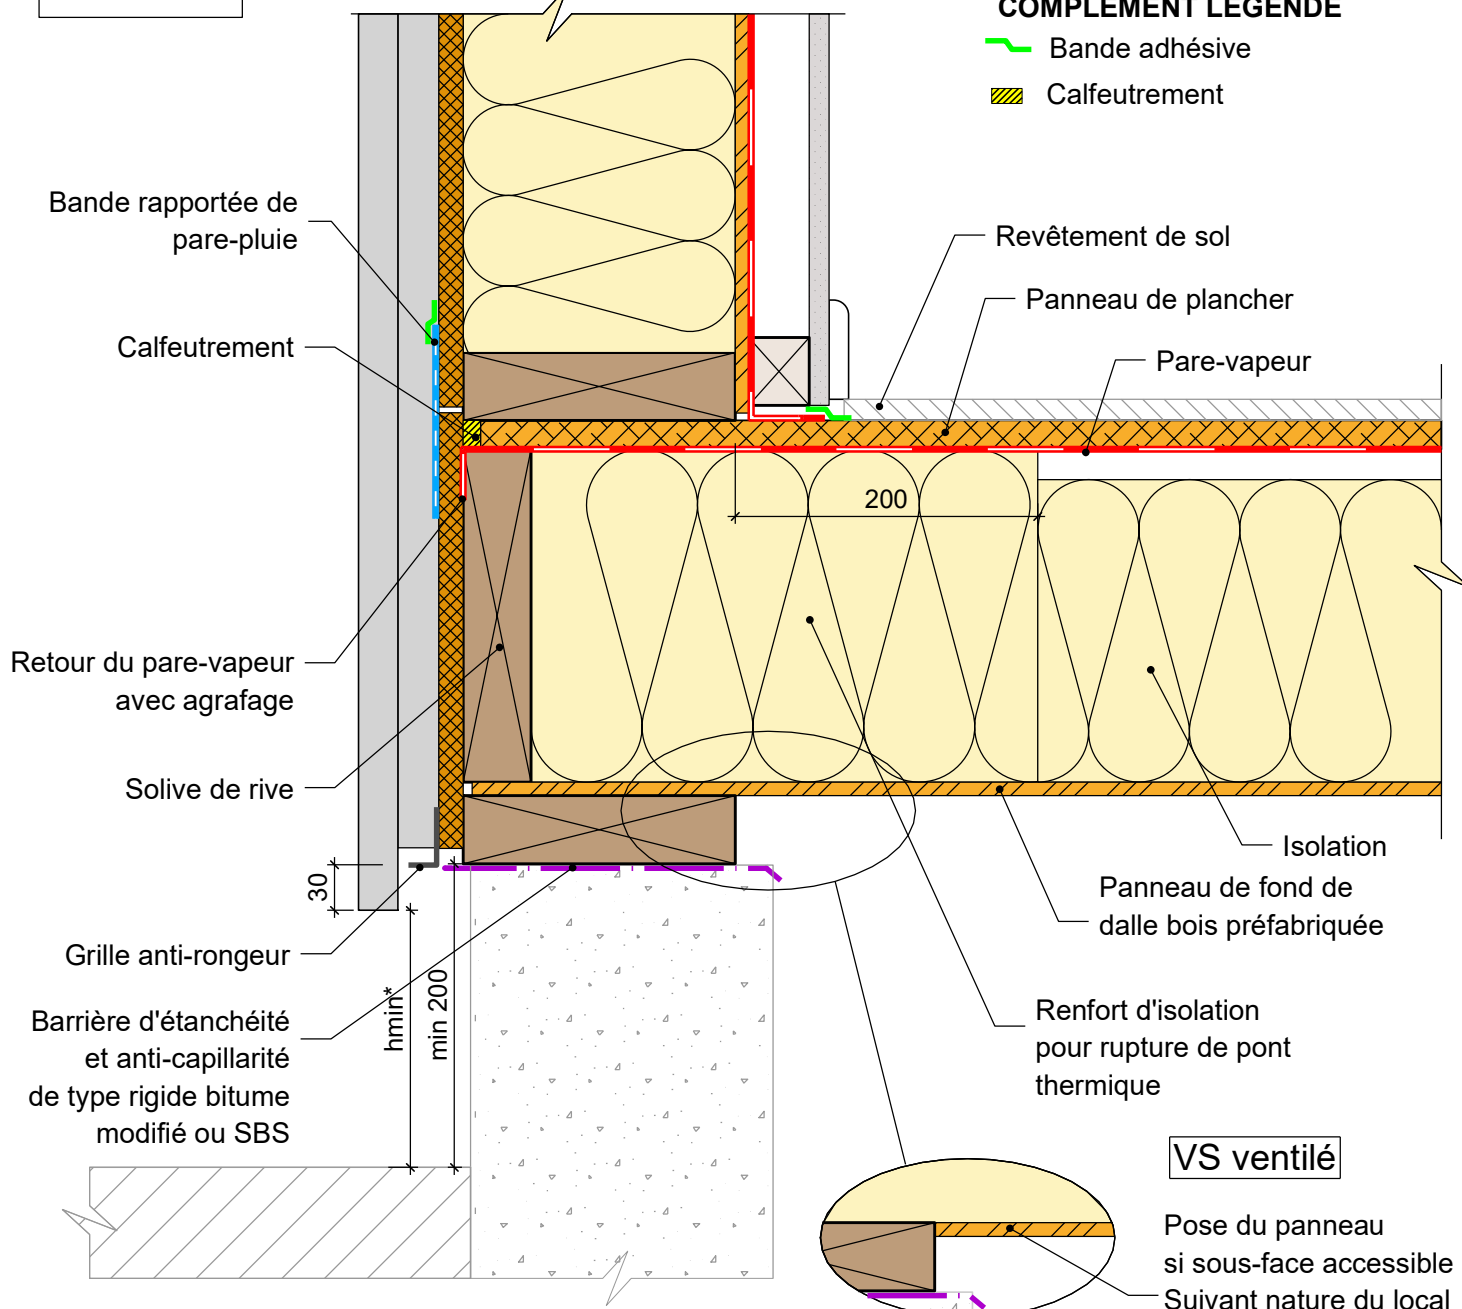 COMPLEMENT LEGENDE
Bande adhésive
Calfeutrement
Bande rapportée de
pare-pluie
Calfeutrement
Revêtement de sol
Panneau de plancher
Pare-vapeur
200
Retour du pare-vapeur
avec agrafage
Solive de rive
30
Grille anti-rongeur
Barrière d'étanchéité
et anti-capillarité
de type rigide bitume
modifié ou SBS
hmin*
min 200
Isolation
Panneau de fond de
dalle bois préfabriquée
Renfort d'isolation
pour rupture de pont
thermique
VS ventilé
Pose du panneau
si sous-face accessible
Suivant nature du local